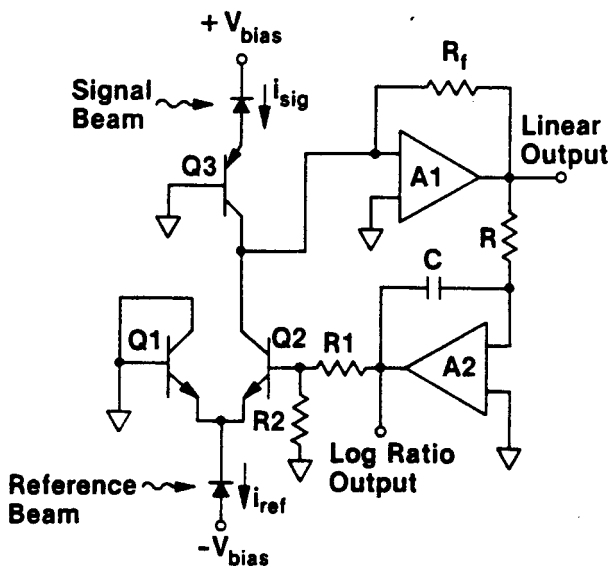 + V_bias
R_f
Signal
Beam
i_sig
Linear
Output
Q3
A1
R
C
Q1
Q2
R1
A2
R2
Log Ratio
Output
Reference
Beam
i_ref
-V_bias